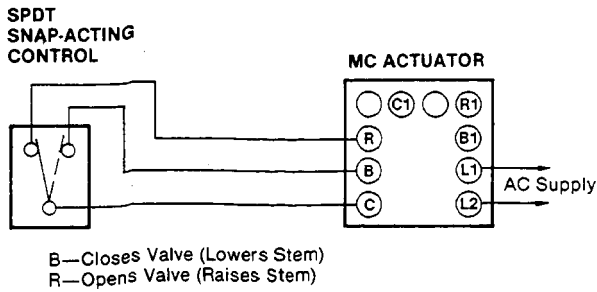 SPDT
SNAP-ACTING
CONTROL
MC ACTUATOR
C1 R1
R B1
B L1
AC Supply
C L2
B—Closes Valve (Lowers Stem)
R—Opens Valve (Raises Stem)